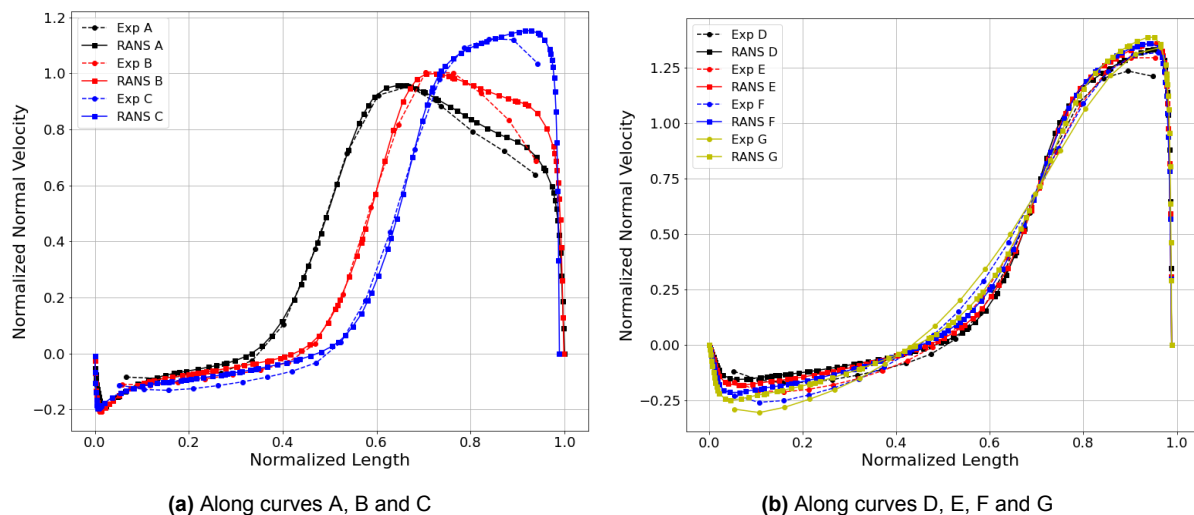 1.2
1.0
0.8
0.6
0.4
0.2
0.0
−0.2
Normalized Normal Velocity
Exp A
RANS A
Exp B
RANS B
Exp C
RANS C
0.0 0.2 0.4 0.6 0.8 1.0
Normalized Length
(a) Along curves A, B and C
1.25
1.00
0.75
0.50
0.25
0.00
−0.25
Normalized Normal Velocity
Exp D
RANS D
Exp E
RANS E
Exp F
RANS F
Exp G
RANS G
0.0 0.2 0.4 0.6 0.8 1.0
Normalized Length
(b) Along curves D, E, F and G